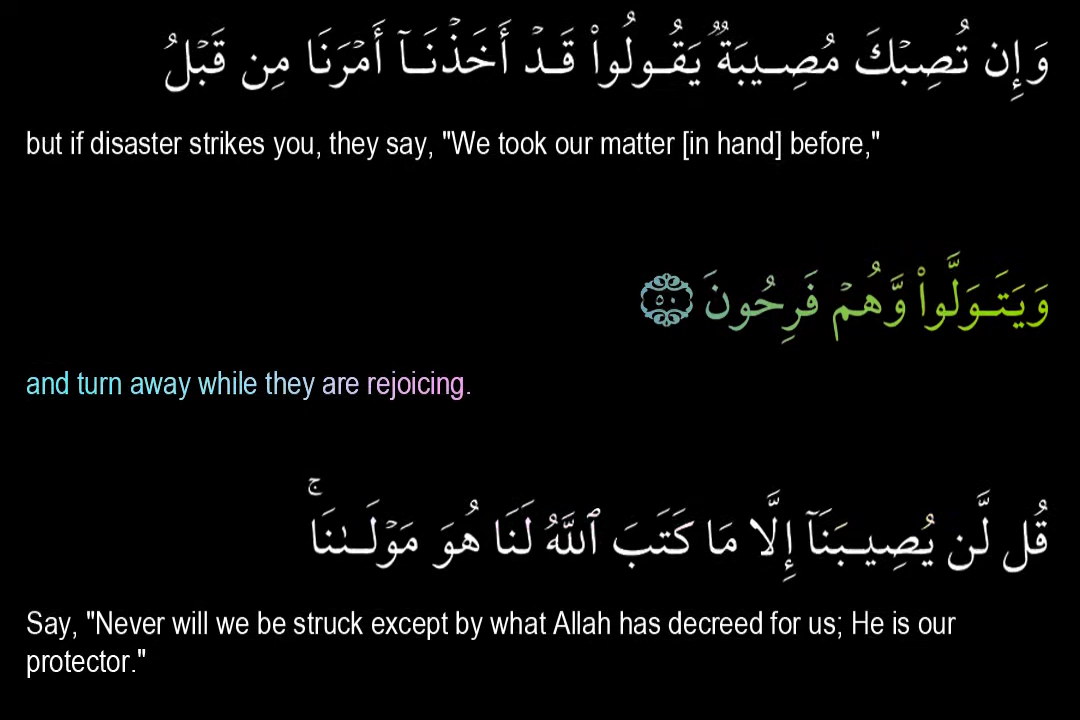 وَإِن تُصِبْكَ مُصِيبَةٌ يَقُولُوا۟ قَدْ أَخَذْنَآ أَمْرَنَا مِن قَبْلُ
but if disaster strikes you, they say, "We took our matter [in hand] before,"
وَيَتَوَلَّوا۟ وَّهُمْ فَرِحُونَ ۝٥٠
and turn away while they are rejoicing.
قُل لَّن يُصِيبَنَآ إِلَّا مَا كَتَبَ ٱللَّهُ لَنَا هُوَ مَوْلَىٰنَا ۚ
Say, "Never will we be struck except by what Allah has decreed for us; He is our
protector."